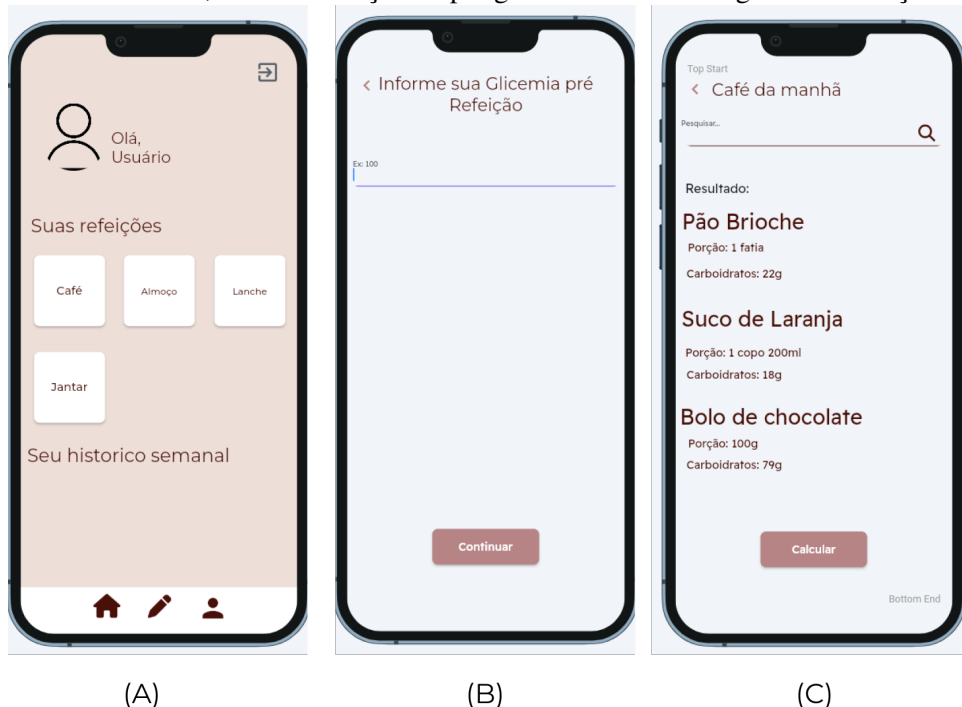 Olá,
Usuário
Suas refeições
Café
Almoço
Lanche
Jantar
Seu historico semanal
(A)
Informe sua Glicemia pré
Refeição
Ex: 100
Continuar
(B)
Top Start
Café da manhã
Pesquisar...
Resultado:
Pão Brioche
Porção: 1 fatia
Carboidratos: 22g
Suco de Laranja
Porção: 1 copo 200ml
Carboidratos: 18g
Bolo de chocolate
Porção: 100g
Carboidratos: 79g
Calcular
Bottom End
(C)